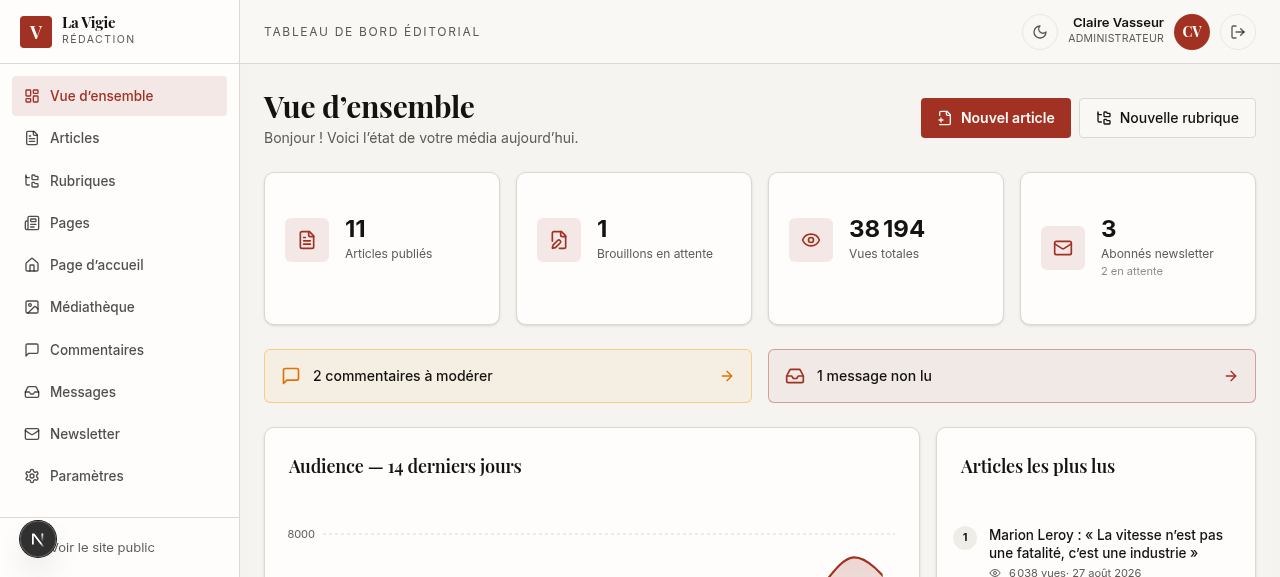 V
La Vigie
RÉDACTION
TABLEAU DE BORD ÉDITORIAL
Claire Vasseur
ADMINISTRATEUR
CV
Vue d’ensemble
Articles
Rubriques
Pages
Page d’accueil
Médiathèque
Commentaires
Messages
Newsletter
Paramètres
N
Voir le site public
Vue d’ensemble
Bonjour ! Voici l’état de votre média aujourd’hui.
Nouvel article
Nouvelle rubrique
11
Articles publiés
1
Brouillons en attente
38 194
Vues totales
3
Abonnés newsletter
2 en attente
2 commentaires à modérer
1 message non lu
Audience — 14 derniers jours
8000
Articles les plus lus
1
Marion Leroy : « La vitesse n’est pas
une fatalité, c’est une industrie »
6 038 vues· 27 août 2026